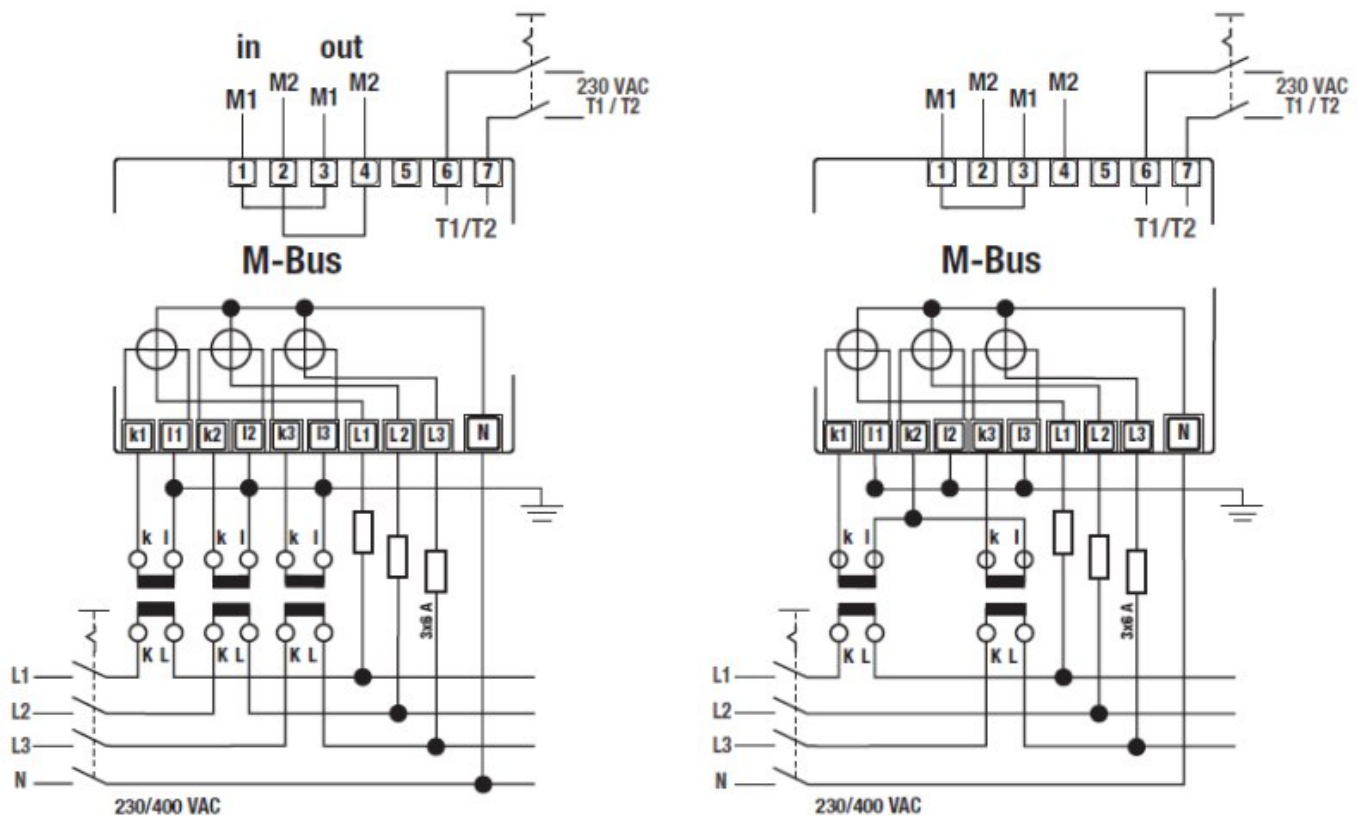 in out
M1 M2 M1 M2
230 VAC
T1 / T2
1 2 3 4 5 6 7
T1/T2
M-Bus
k1 l1 k2 l2 k3 l3 L1 L2 L3 N
k l k l k l
3x6 A
K L K L K L
L1
L2
L3
N
230/400 VAC
M1 M2 M1 M2
230 VAC
T1 / T2
1 2 3 4 5 6 7
T1/T2
M-Bus
k1 l1 k2 l2 k3 l3 L1 L2 L3 N
k l k l
3x6 A
K L K L
L1
L2
L3
N
230/400 VAC